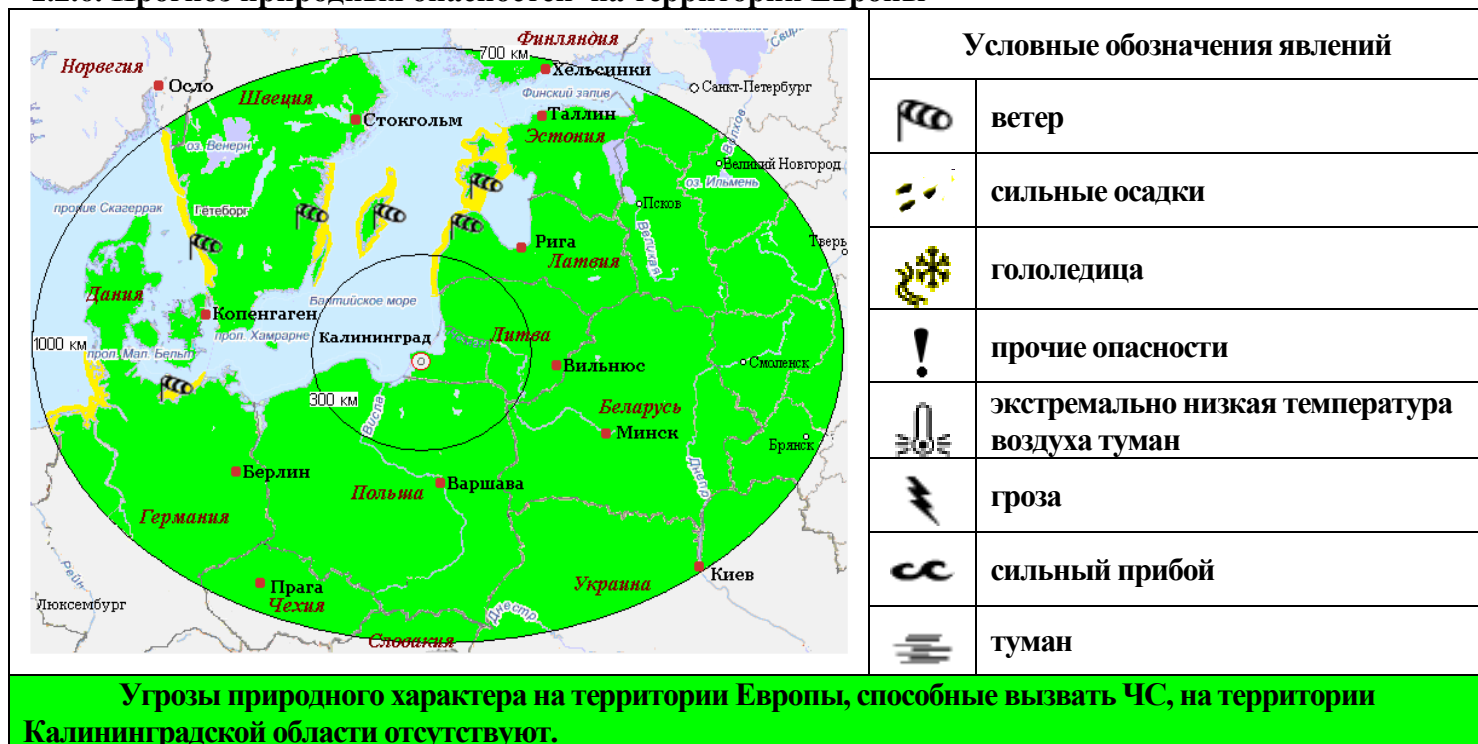 Условные обозначения явлений
ветер
сильные осадки
гололедица
прочие опасности
экстремально низкая температура
воздуха туман
гроза
сильный прибой
туман
Финляндия
700 км
Хельсинки
Норвегия
Осло
Швеция
Финский залив
Санкт-Петербург
Стокгольм
Таллин
Эстония
Волхов
оз. Венерн
Великий Новгород
оз. Ильмень
Псков
пролив Скагеррак
Гётеборг
Великая
Рига
Тверь
Латвия
Дания
Балтийское море
Копенгаген
проп. Хамрарне
Калининград
Литва
1000 км
проп. Мал. Бельт
Вильнюс
Смоленск
300 км
Висла
Беларусь
Минск
Брянск
Берлин
Польша
Варшава
Днепр
Германия
Рейн
Прага
Чехия
Украина
Киев
Люксембург
Днестр
Словакия
Угрозы природного характера на территории Европы, способные вызвать ЧС, на территории
Калининградской области отсутствуют.